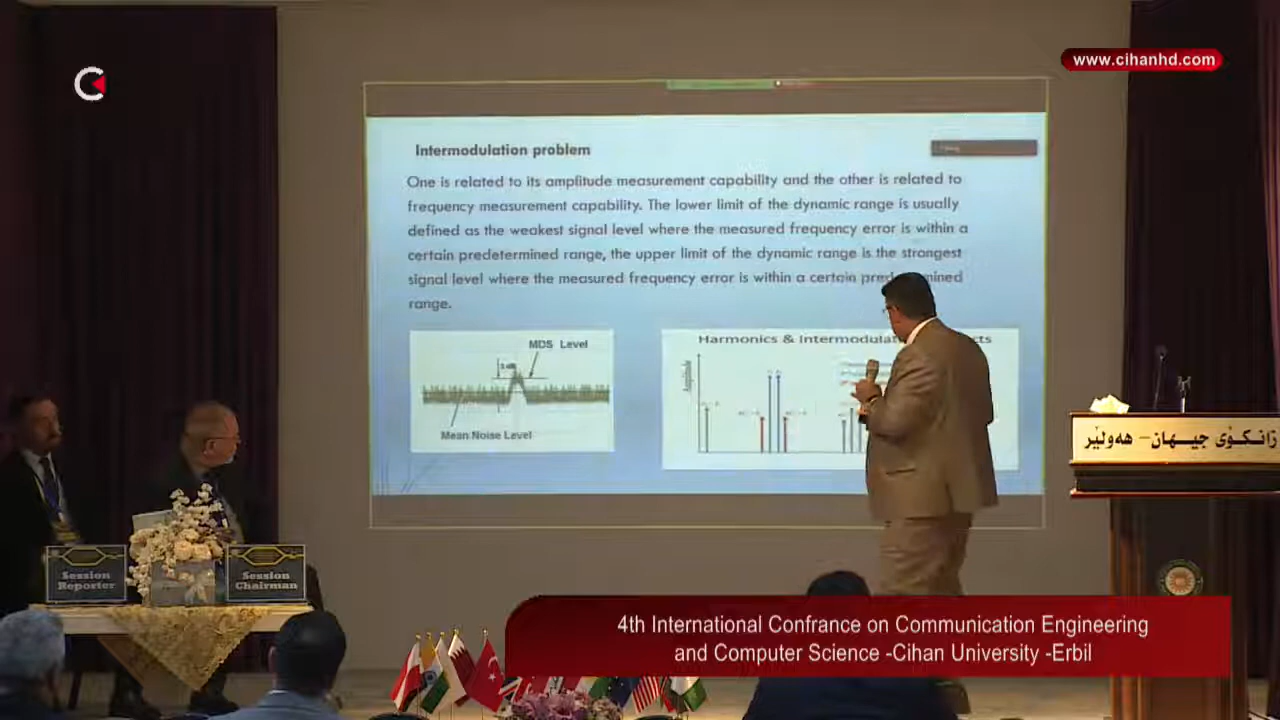 www.cihanhd.com
Intermodulation problem
One is related to its amplitude measurement capability and the other is related to
frequency measurement capability. The lower limit of the dynamic range is usually
defined as the weakest signal level where the measured frequency error is within a
certain predetermined range, the upper limit of the dynamic range is the strongest
signal level where the measured frequency error is within a certain
range.
MDS Level
Mean Noise Level
Harmonics &
Amplitude
زانکۆی جیهان - هەولێر
Session
Reporter
Session
Chairman
4th International Confrance on Communication Engineering
and Computer Science -Cihan University -Erbil